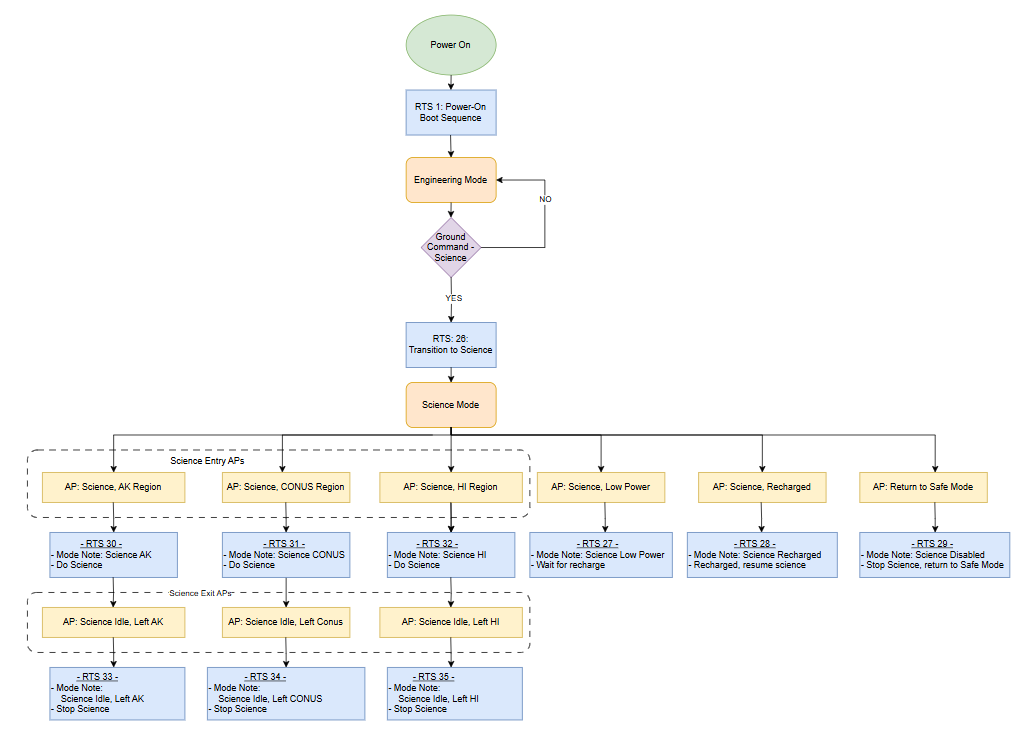 Power On
RTS 1: Power-On
Boot Sequence
Engineering Mode
NO
Ground
Command -
Science
YES
RTS: 26:
Transition to Science
Science Mode
Science Entry APs
AP: Science, AK Region
AP: Science, CONUS Region
AP: Science, HI Region
AP: Science, Low Power
AP: Science, Recharged
AP: Return to Safe Mode
- RTS 30 -
- Mode Note: Science AK
- Do Science
- RTS 31 -
- Mode Note: Science CONUS
- Do Science
- RTS 32 -
- Mode Note: Science HI
- Do Science
- RTS 27 -
- Mode Note: Science Low Power
- Wait for recharge
- RTS 28 -
- Mode Note: Science Recharged
- Recharged, resume science
- RTS 29 -
- Mode Note: Science Disabled
- Stop Science, return to Safe Mode
Science Exit APs
AP: Science Idle, Left AK
AP: Science Idle, Left Conus
AP: Science Idle, Left HI
- RTS 33 -
- Mode Note:
Science Idle, Left AK
- Stop Science
- RTS 34 -
- Mode Note:
Science Idle, Left CONUS
- Stop Science
- RTS 35 -
- Mode Note:
Science Idle, Left HI
- Stop Science